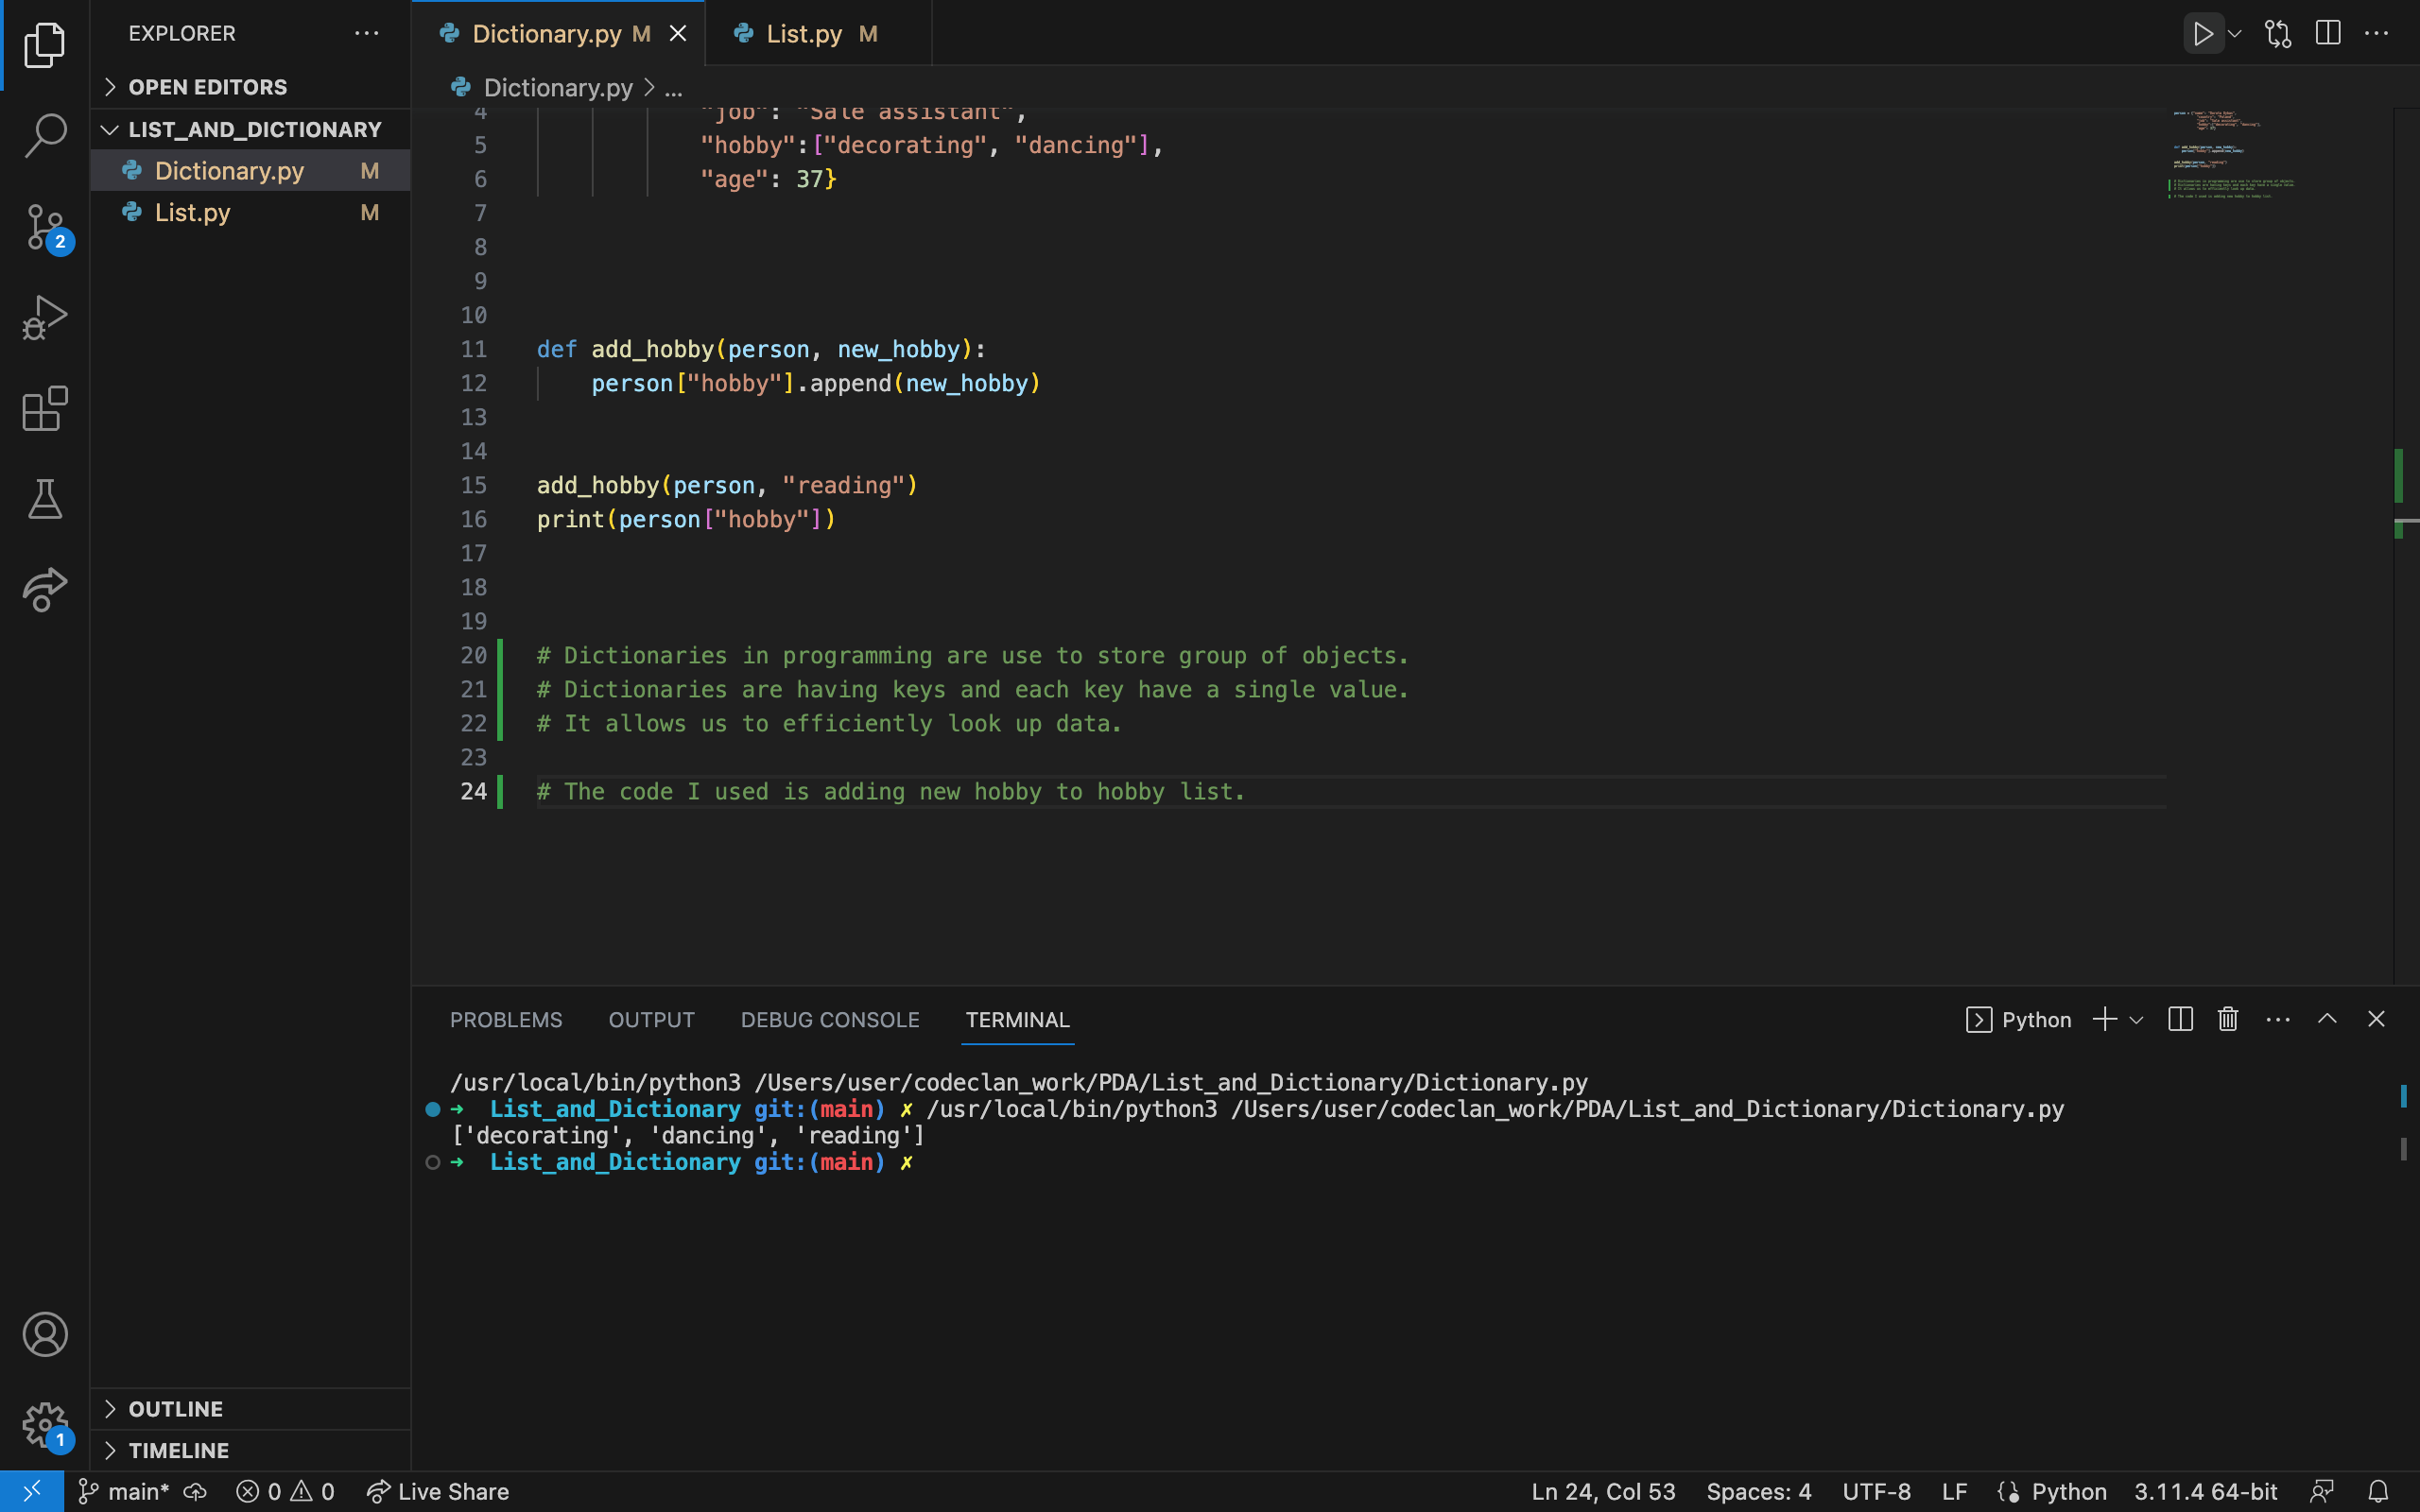 EXPLORER
OPEN EDITORS
LIST_AND_DICTIONARY
Dictionary.py M
List.py M
OUTLINE
TIMELINE
2
1
Dictionary.py M
List.py M
Dictionary.py > ...
4 "job": "Sale assistant",
5 "hobby":["decorating", "dancing"],
6 "age": 37}
7
8
9
10
11 def add_hobby(person, new_hobby):
12 person["hobby"].append(new_hobby)
13
14
15 add_hobby(person, "reading")
16 print(person["hobby"])
17
18
19
20 # Dictionaries in programming are use to store group of objects.
21 # Dictionaries are having keys and each key have a single value.
22 # It allows us to efficiently look up data.
23
24 # The code I used is adding new hobby to hobby list.
PROBLEMS OUTPUT DEBUG CONSOLE TERMINAL Python
/usr/local/bin/python3 /Users/user/codeclan_work/PDA/List_and_Dictionary/Dictionary.py
➜ List_and_Dictionary git:(main) ✗ /usr/local/bin/python3 /Users/user/codeclan_work/PDA/List_and_Dictionary/Dictionary.py
['decorating', 'dancing', 'reading']
➜ List_and_Dictionary git:(main) ✗
main* 0 0 Live Share Ln 24, Col 53 Spaces: 4 UTF-8 LF Python 3.11.4 64-bit